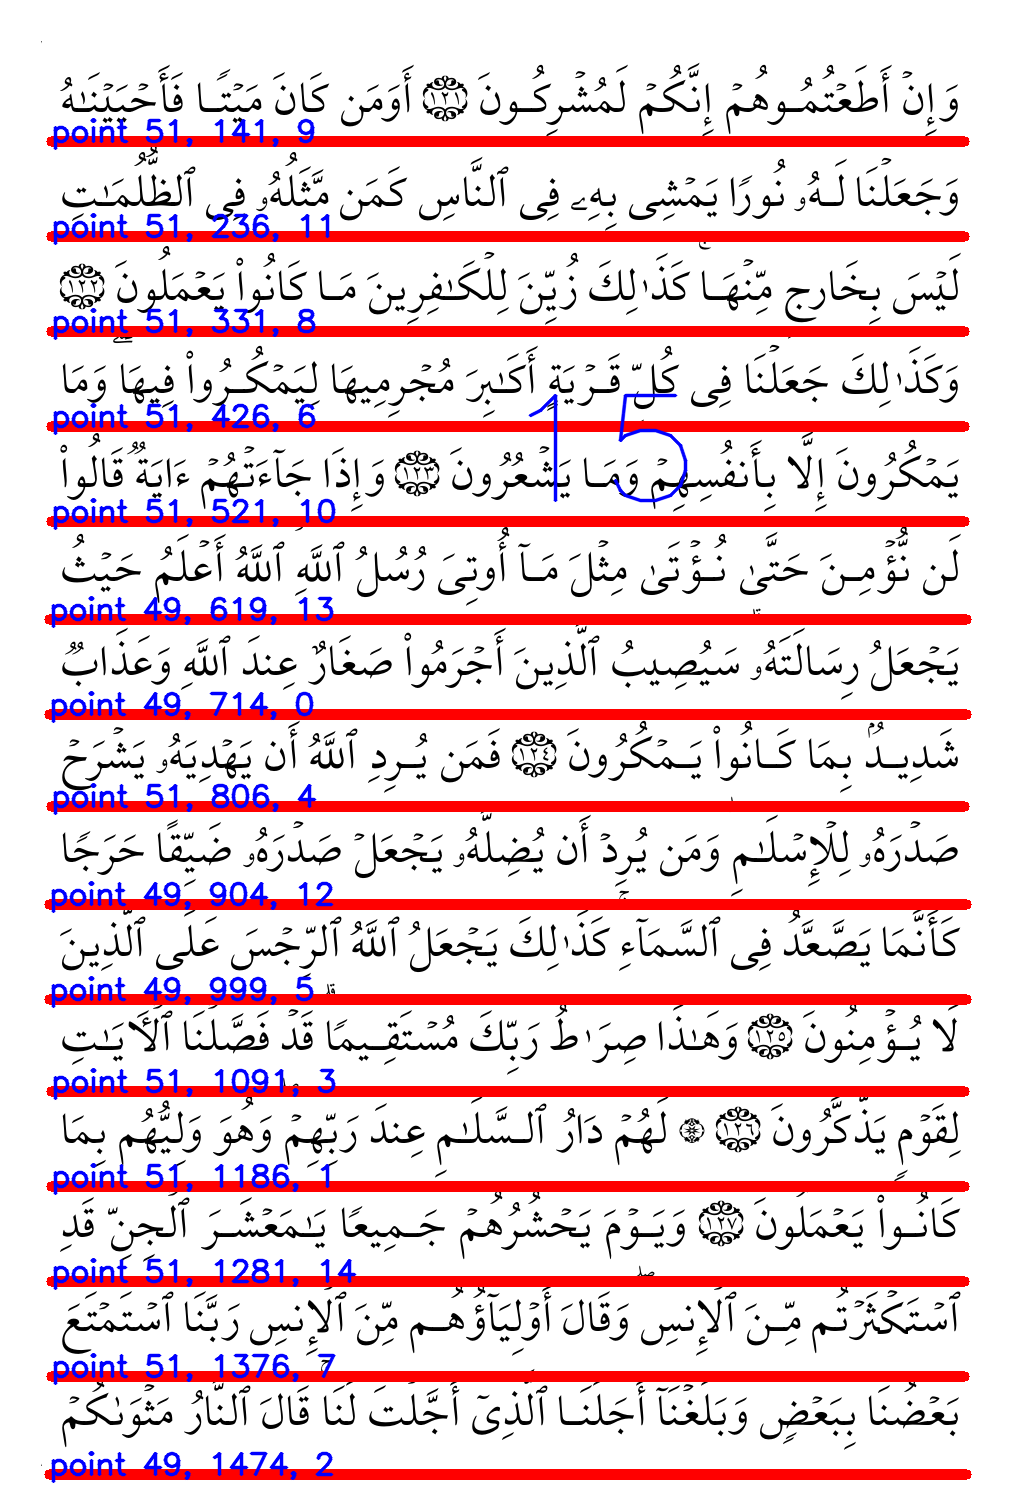 وَإِنۡ أَطَعۡتُمُوهُمۡ إِنَّكُمۡ لَمُشۡرِكُونَ ١٢١ أَوَمَن كَانَ مَيۡتٗا فَأَحۡيَيۡنَٰهُ
point 51, 141, 9
وَجَعَلۡنَا لَهُۥ نُورٗا يَمۡشِي بِهِۦ فِي ٱلنَّاسِ كَمَن مَّثَلُهُۥ فِي ٱلظُّلُمَٰتِ
point 51, 236, 11
لَيۡسَ بِخَارِجٖ مِّنۡهَاۚ كَذَٰلِكَ زُيِّنَ لِلۡكَٰفِرِينَ مَا كَانُواْ يَعۡمَلُونَ ١٢٢
point 51, 331, 8
وَكَذَٰلِكَ جَعَلۡنَا فِي كُلِّ قَرۡيَةٍ أَكَٰبِرَ مُجۡرِمِيهَا لِيَمۡكُرُواْ فِيهَاۖ وَمَا
point 51, 426, 6
15
يَمۡكُرُونَ إِلَّا بِأَنفُسِهِمۡ وَمَا يَشۡعُرُونَ ١٢٣ وَإِذَا جَآءَتۡهُمۡ ءَايَةٞ قَالُواْ
point 51, 521, 10
لَن نُّؤۡمِنَ حَتَّىٰ نُؤۡتَىٰ مِثۡلَ مَآ أُوتِيَ رُسُلُ ٱللَّهِۘ ٱللَّهُ أَعۡلَمُ حَيۡثُ
point 49, 619, 13
يَجۡعَلُ رِسَالَتَهُۥۗ سَيُصِيبُ ٱلَّذِينَ أَجۡرَمُواْ صَغَارٌ عِندَ ٱللَّهِ وَعَذَابٞ
point 49, 714, 0
شَدِيدُۢ بِمَا كَانُواْ يَمۡكُرُونَ ١٢٤ فَمَن يُرِدِ ٱللَّهُ أَن يَهۡدِيَهُۥ يَشۡرَحۡ
point 51, 806, 4
صَدۡرَهُۥ لِلۡإِسۡلَٰمِۖ وَمَن يُرِدۡ أَن يُضِلَّهُۥ يَجۡعَلۡ صَدۡرَهُۥ ضَيِّقًا حَرَجٗا
point 49, 904, 12
كَأَنَّمَا يَصَّعَّدُ فِي ٱلسَّمَآءِۚ كَذَٰلِكَ يَجۡعَلُ ٱللَّهُ ٱلرِّجۡسَ عَلَى ٱلَّذِينَ
point 49, 999, 5
لَا يُؤۡمِنُونَ ١٢٥ وَهَٰذَا صِرَٰطُ رَبِّكَ مُسۡتَقِيمٗاۗ قَدۡ فَصَّلۡنَا ٱلۡأٓيَٰتِ
point 51, 1091, 3
لِقَوۡمٖ يَذَّكَّرُونَ ١٢٦ ۞ لَهُمۡ دَارُ ٱلسَّلَٰمِ عِندَ رَبِّهِمۡۖ وَهُوَ وَلِيُّهُم بِمَا
point 51, 1186, 1
كَانُواْ يَعۡمَلُونَ ١٢٧ وَيَوۡمَ يَحۡشُرُهُمۡ جَمِيعٗا يَٰمَعۡشَرَ ٱلۡجِنِّ قَدِ
point 51, 1281, 14
ٱسۡتَكۡثَرۡتُم مِّنَ ٱلۡإِنسِۖ وَقَالَ أَوۡلِيَآؤُهُم مِّنَ ٱلۡإِنسِ رَبَّنَا ٱسۡتَمۡتَعَ
point 51, 1376, 7
بَعۡضُنَا بِبَعۡضٖ وَبَلَغۡنَآ أَجَلَنَا ٱلَّذِيٓ أَجَّلۡتَ لَنَاۚ قَالَ ٱلنَّارُ مَثۡوَىٰكُمۡ
point 49, 1474, 2